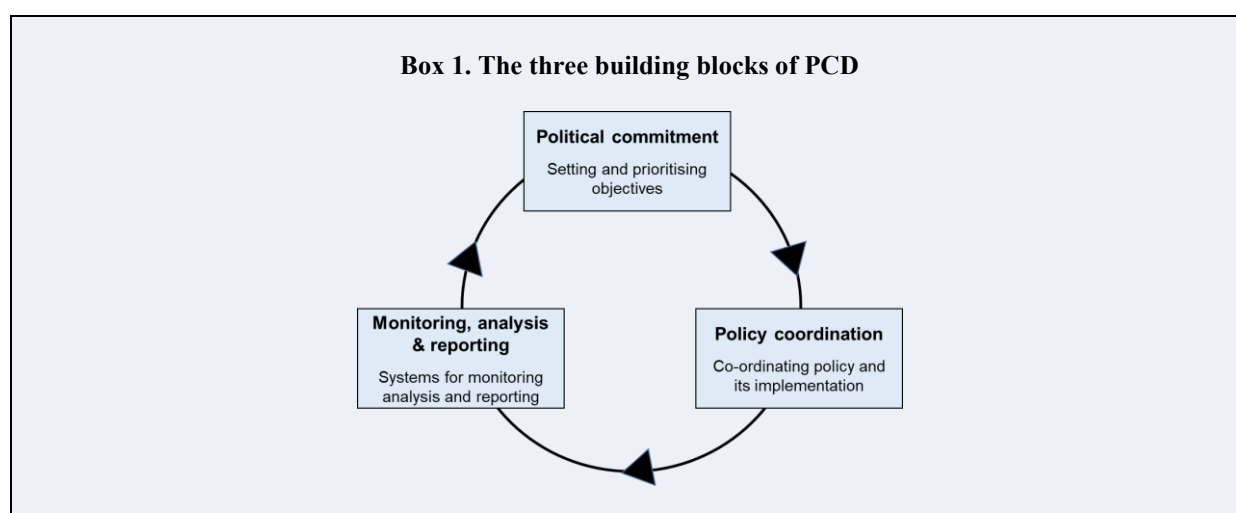 Box 1. The three building blocks of PCD
Political commitment
Setting and prioritising
objectives
Monitoring, analysis
& reporting
Systems for monitoring
analysis and reporting
Policy coordination
Co-ordinating policy and
its implementation